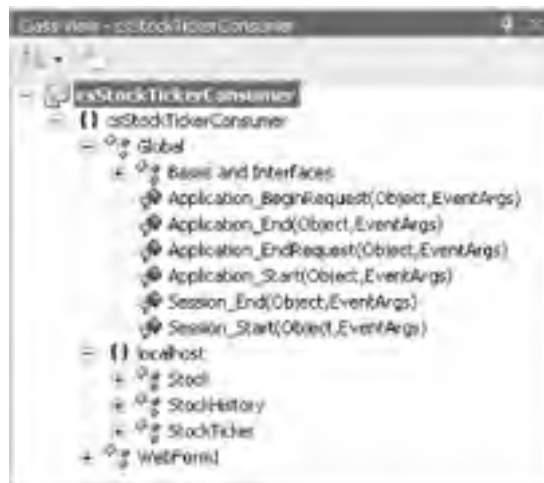 Class View - csStockTickerConsumer
csStockTickerConsumer
{} csStockTickerConsumer
Global
Bases and Interfaces
Application_BeginRequest(Object,EventArgs)
Application_End(Object,EventArgs)
Application_EndRequest(Object,EventArgs)
Application_Start(Object,EventArgs)
Session_End(Object,EventArgs)
Session_Start(Object,EventArgs)
{} localhost
Stock
StockHistory
StockTicker
WebForm1